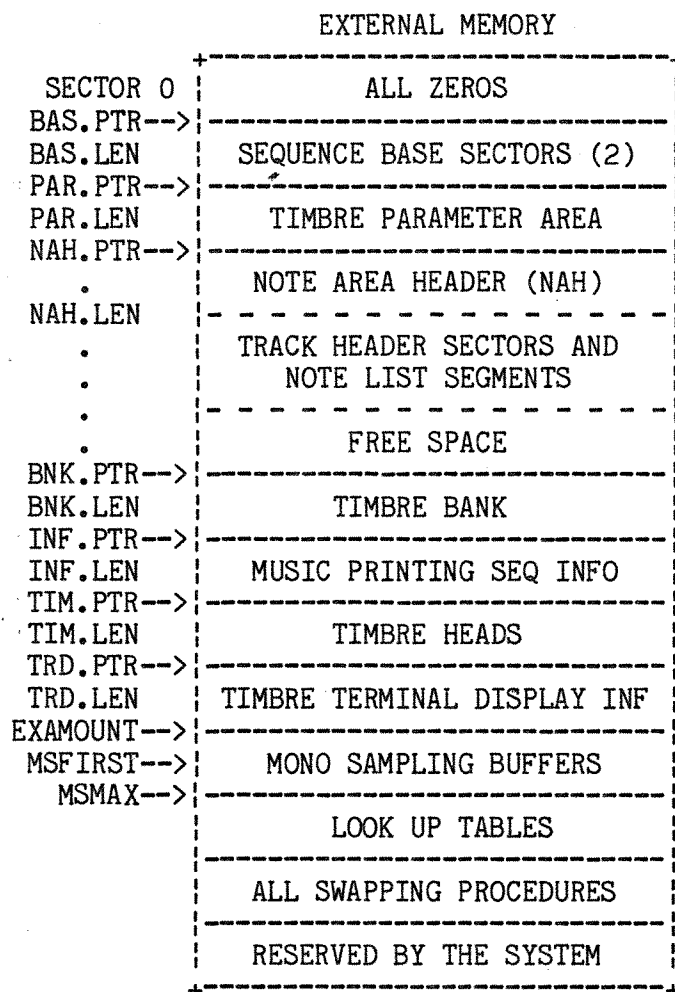 EXTERNAL MEMORY
+-----------------------------+
SECTOR 0 ¦ ALL ZEROS
BAS.PTR-->¦-----------------------------
BAS.LEN ¦ SEQUENCE BASE SECTORS (2)
PAR.PTR-->¦-----------------------------
PAR.LEN ¦ TIMBRE PARAMETER AREA
NAH.PTR-->¦-----------------------------
. ¦ NOTE AREA HEADER (NAH)
NAH.LEN ¦- - - - - - - - - - - - - - -
. ¦ TRACK HEADER SECTORS AND
. ¦ NOTE LIST SEGMENTS
. ¦- - - - - - - - - - - - - - -
. ¦ FREE SPACE
BNK.PTR-->¦-----------------------------
BNK.LEN ¦ TIMBRE BANK
INF.PTR-->¦-----------------------------
INF.LEN ¦ MUSIC PRINTING SEQ INFO
TIM.PTR-->¦-----------------------------
TIM.LEN ¦ TIMBRE HEADS
TRD.PTR-->¦-----------------------------
TRD.LEN ¦ TIMBRE TERMINAL DISPLAY INF
EXAMOUNT-->¦-----------------------------
MSFIRST-->¦ MONO SAMPLING BUFFERS
MSMAX-->¦-----------------------------
¦ LOOK UP TABLES
¦-----------------------------
¦ ALL SWAPPING PROCEDURES
¦-----------------------------
¦ RESERVED BY THE SYSTEM
+-----------------------------+